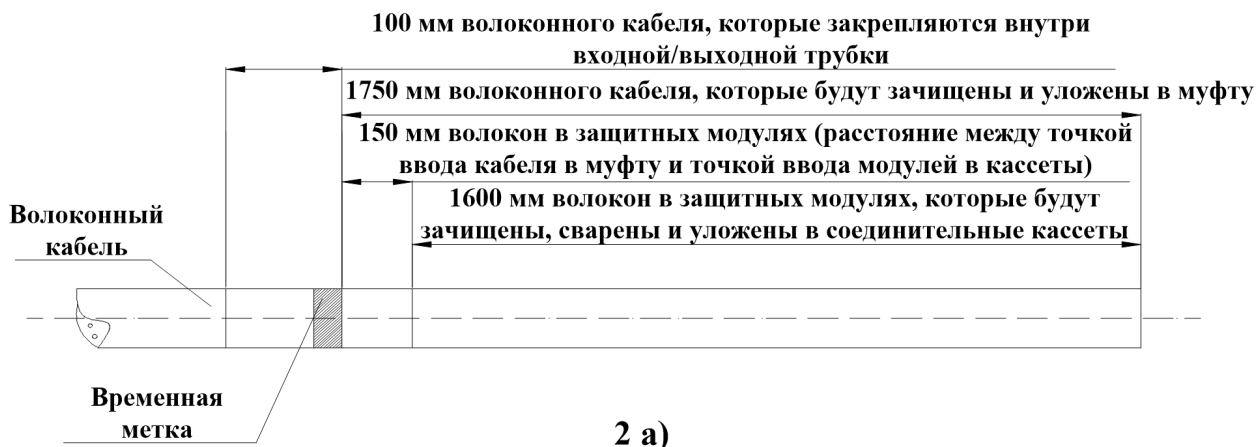 100 мм волоконного кабеля, которые закрепляются внутри
входной/выходной трубки
1750 мм волоконного кабеля, которые будут зачищены и уложены в муфту
150 мм волокон в защитных модулях (расстояние между точкой
ввода кабеля в муфту и точкой ввода модулей в кассеты)
1600 мм волокон в защитных модулях, которые будут
зачищены, сварены и уложены в соединительные кассеты
Волоконный
кабель
Временная
метка
2 а)